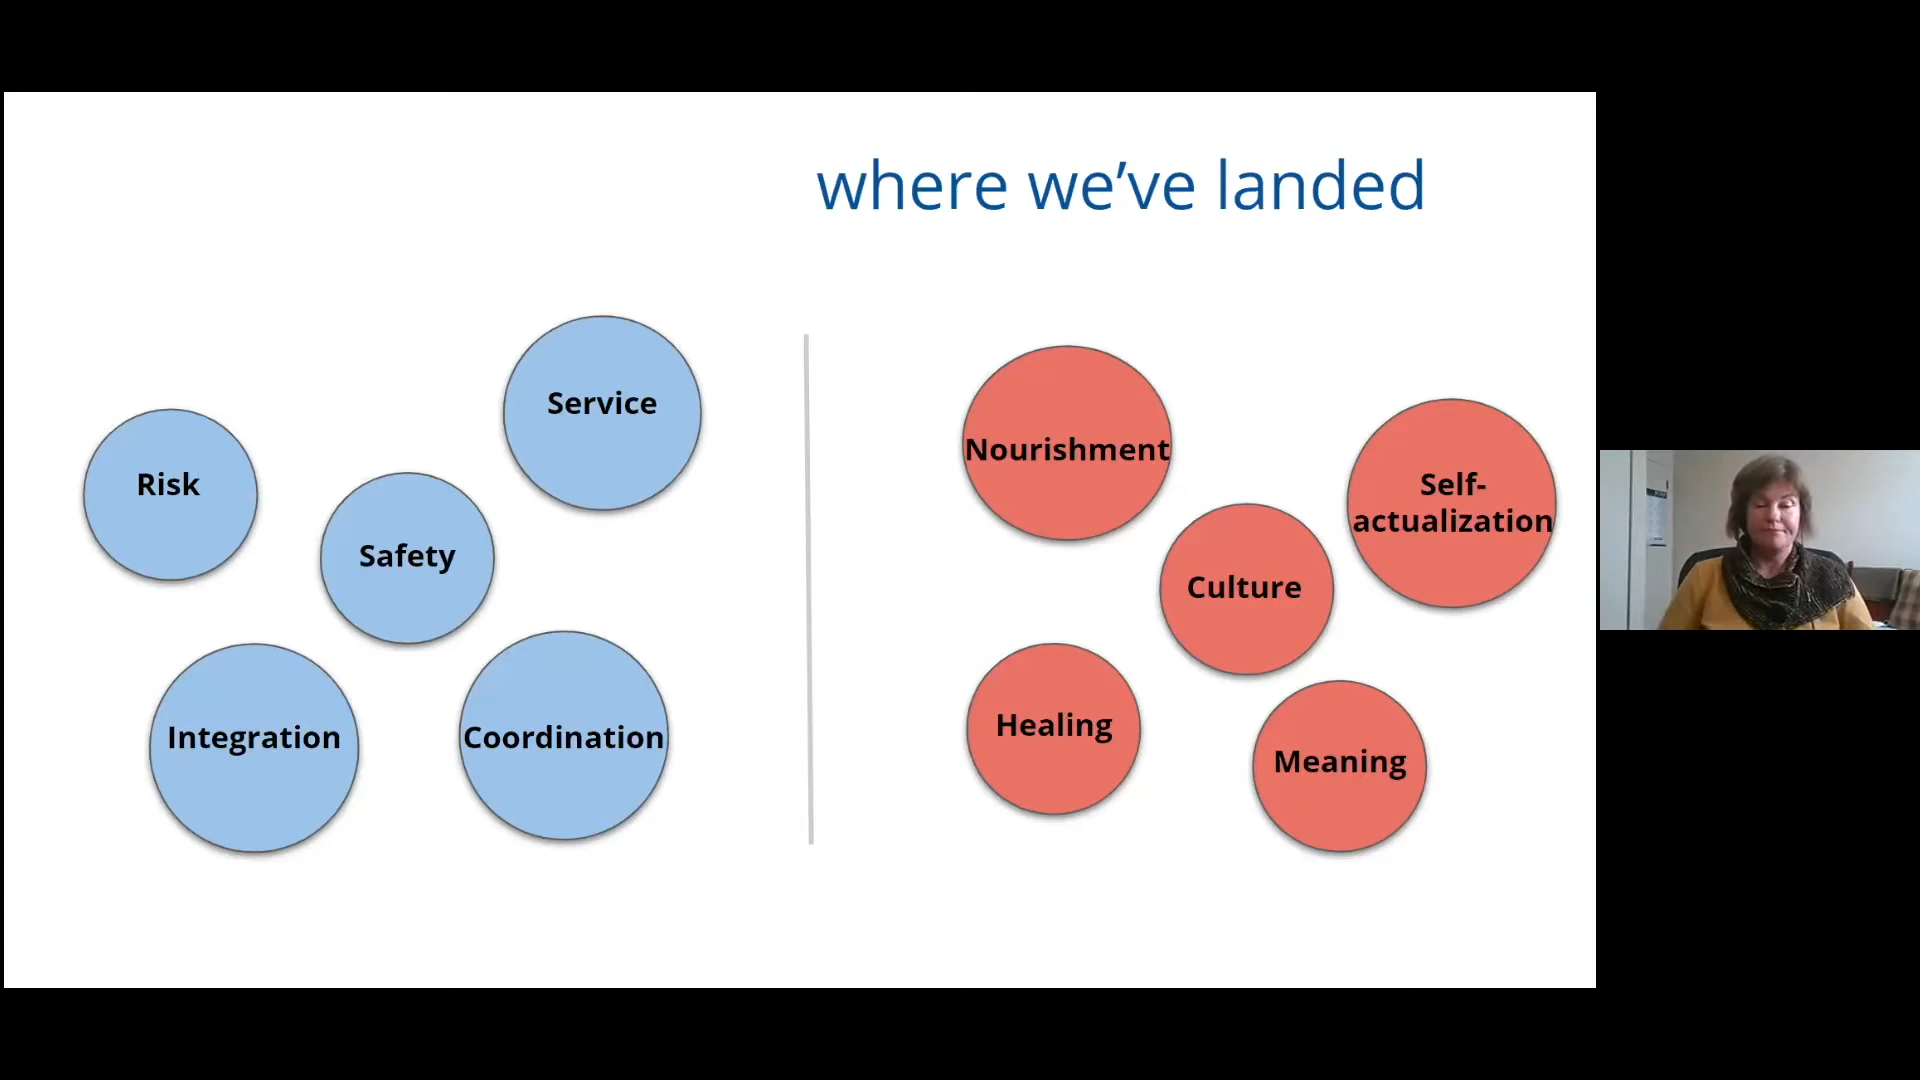 where we’ve landed
Service
Risk
Safety
Integration
Coordination
Nourishment
Self-
actualization
Culture
Healing
Meaning